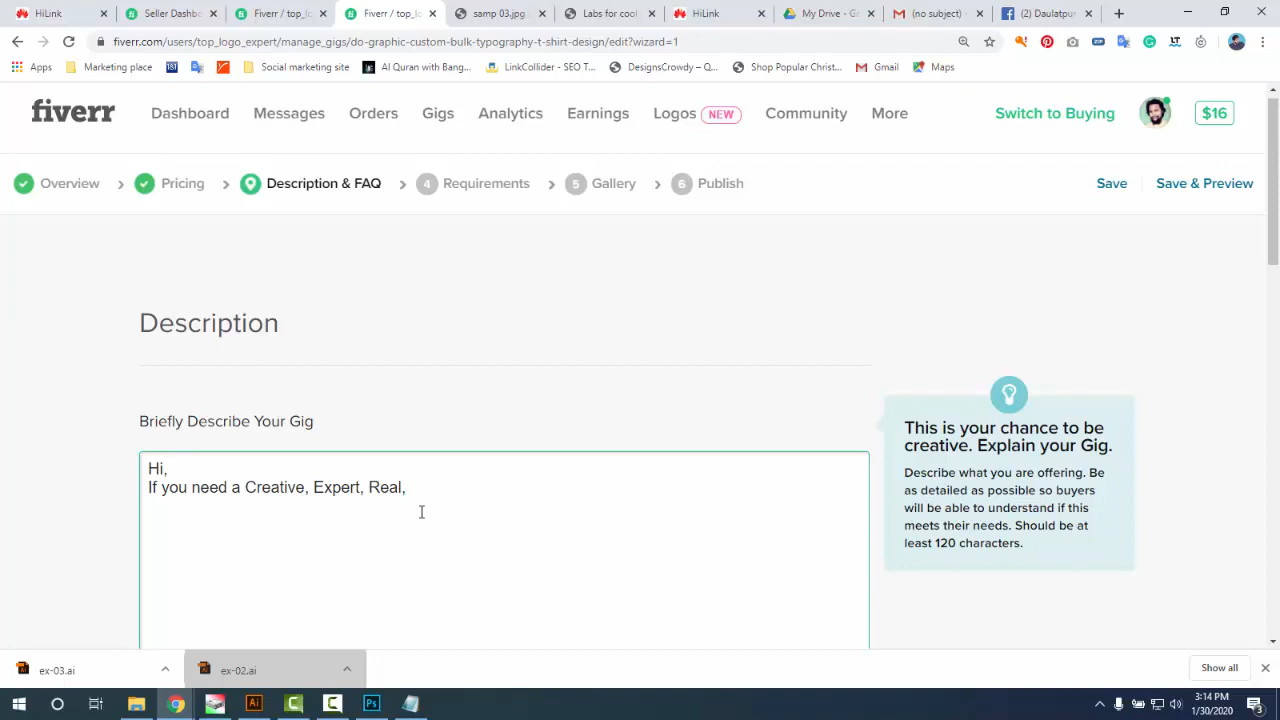 HiLink
Seller Dashbo
Fiverr / top_lo
Fiverr / top_lo
samp 03.jpg
Labs for cool
HiLink
My Drive - Go
(no subject)
(2) Daulatpur
fiverr.com/users/top_logo_expert/manage_gigs/do-graphic-custom-bulk-typography-t-shirt-design/edit?wizard=1
Apps
Marketing place
Social marketing site
Al Quran with Bang...
LinkCollider - SEO T...
DesignsCrowdy – Q...
Shop Popular Christ...
Gmail
Maps
fiverr
Dashboard
Messages
Orders
Gigs
Analytics
Earnings
Logos NEW
Community
More
Switch to Buying
$16
Overview
Pricing
Description & FAQ
4 Requirements
5 Gallery
6 Publish
Save
Save & Preview
Description
Briefly Describe Your Gig
Hi,
If you need a Creative, Expert, Real,
This is your chance to be
creative. Explain your Gig.
Describe what you are offering. Be
as detailed as possible so buyers
will be able to understand if this
meets their needs. Should be at
least 120 characters.
ex-03.ai
ex-02.ai
Show all
3:14 PM
1/30/2020